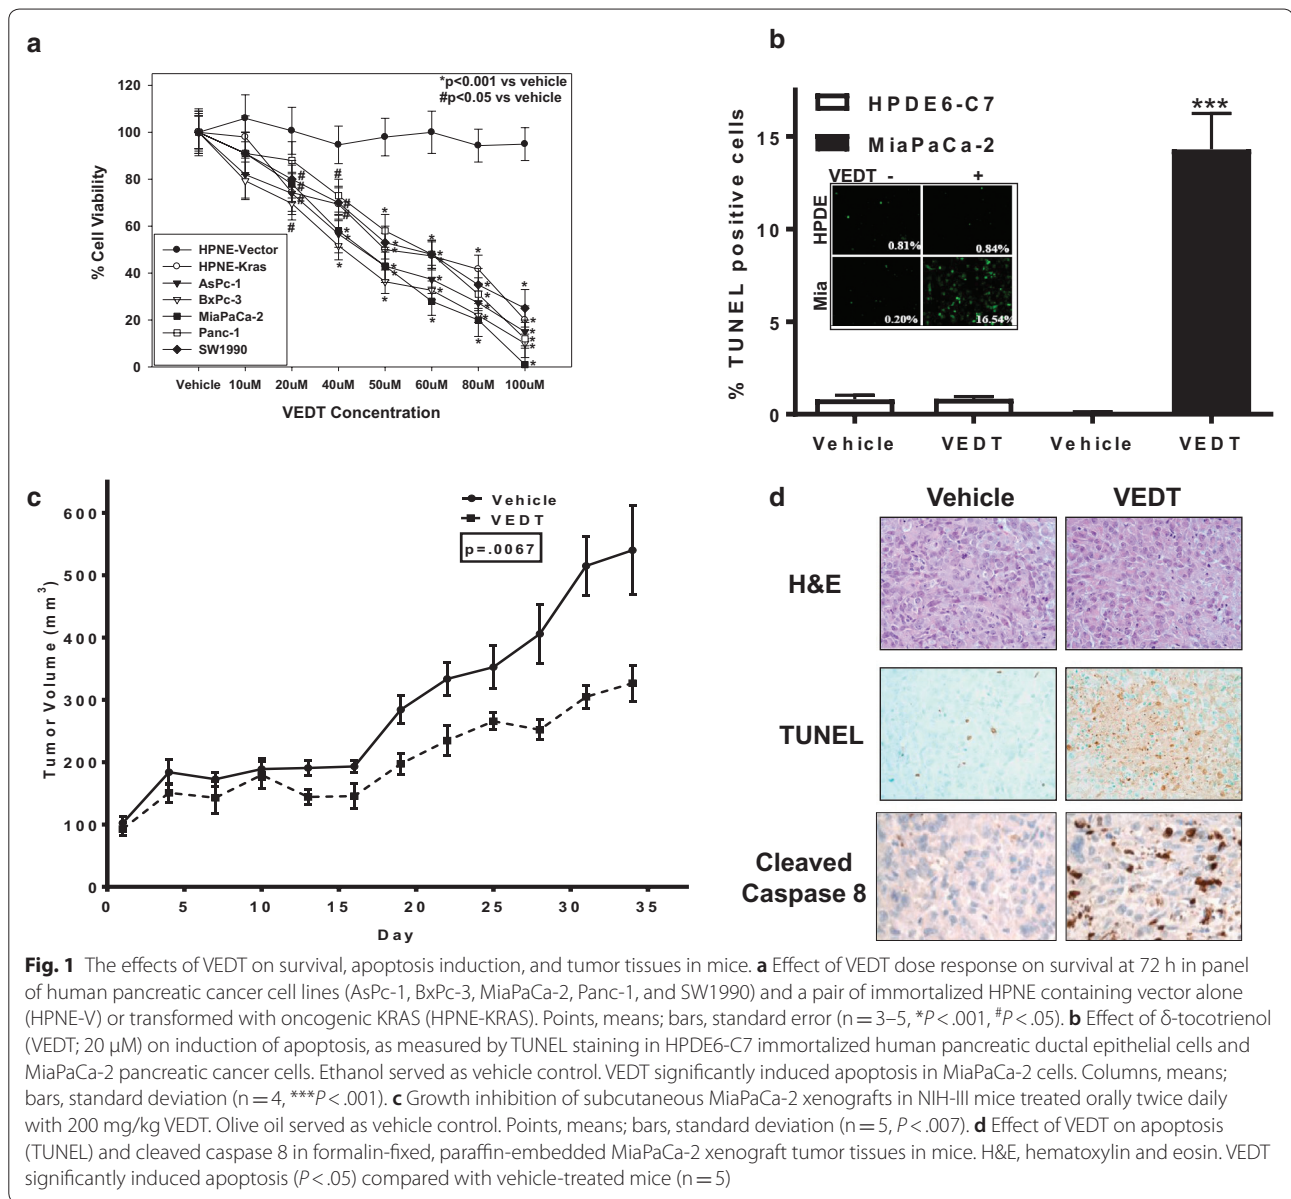 a
*p<0.001 vs vehicle
#p<0.05 vs vehicle
120
100
80
60
40
20
0
% Cell Viability
HPNE-Vector
HPNE-Kras
AsPc-1
BxPc-3
MiaPaCa-2
Panc-1
SW1990
Vehicle 10uM 20uM 40uM 50uM 60uM 80uM 100uM
VEDT Concentration
b
HPDE6-C7
MiaPaCa-2
***
15
10
5
0
% TUNEL positive cells
VEDT - +
HPDE
0.81% 0.84%
Mia
0.20% 16.54%
Vehicle VEDT Vehicle VEDT
c
Vehicle
VEDT
p=.0067
600
500
400
300
200
100
0
Tumor Volume (mm³)
0 5 10 15 20 25 30 35
Day
d
Vehicle VEDT
H&E
TUNEL
Cleaved
Caspase 8
Fig. 1 The effects of VEDT on survival, apoptosis induction, and tumor tissues in mice. a Effect of VEDT dose response on survival at 72 h in panel
of human pancreatic cancer cell lines (AsPc-1, BxPc-3, MiaPaCa-2, Panc-1, and SW1990) and a pair of immortalized HPNE containing vector alone
(HPNE-V) or transformed with oncogenic KRAS (HPNE-KRAS). Points, means; bars, standard error (n = 3–5, *P < .001, #P < .05). b Effect of δ-tocotrienol
(VEDT; 20 μM) on induction of apoptosis, as measured by TUNEL staining in HPDE6-C7 immortalized human pancreatic ductal epithelial cells and
MiaPaCa-2 pancreatic cancer cells. Ethanol served as vehicle control. VEDT significantly induced apoptosis in MiaPaCa-2 cells. Columns, means;
bars, standard deviation (n = 4, ***P < .001). c Growth inhibition of subcutaneous MiaPaCa-2 xenografts in NIH-III mice treated orally twice daily
with 200 mg/kg VEDT. Olive oil served as vehicle control. Points, means; bars, standard deviation (n = 5, P < .007). d Effect of VEDT on apoptosis
(TUNEL) and cleaved caspase 8 in formalin-fixed, paraffin-embedded MiaPaCa-2 xenograft tumor tissues in mice. H&E, hematoxylin and eosin. VEDT
significantly induced apoptosis (P < .05) compared with vehicle-treated mice (n = 5)